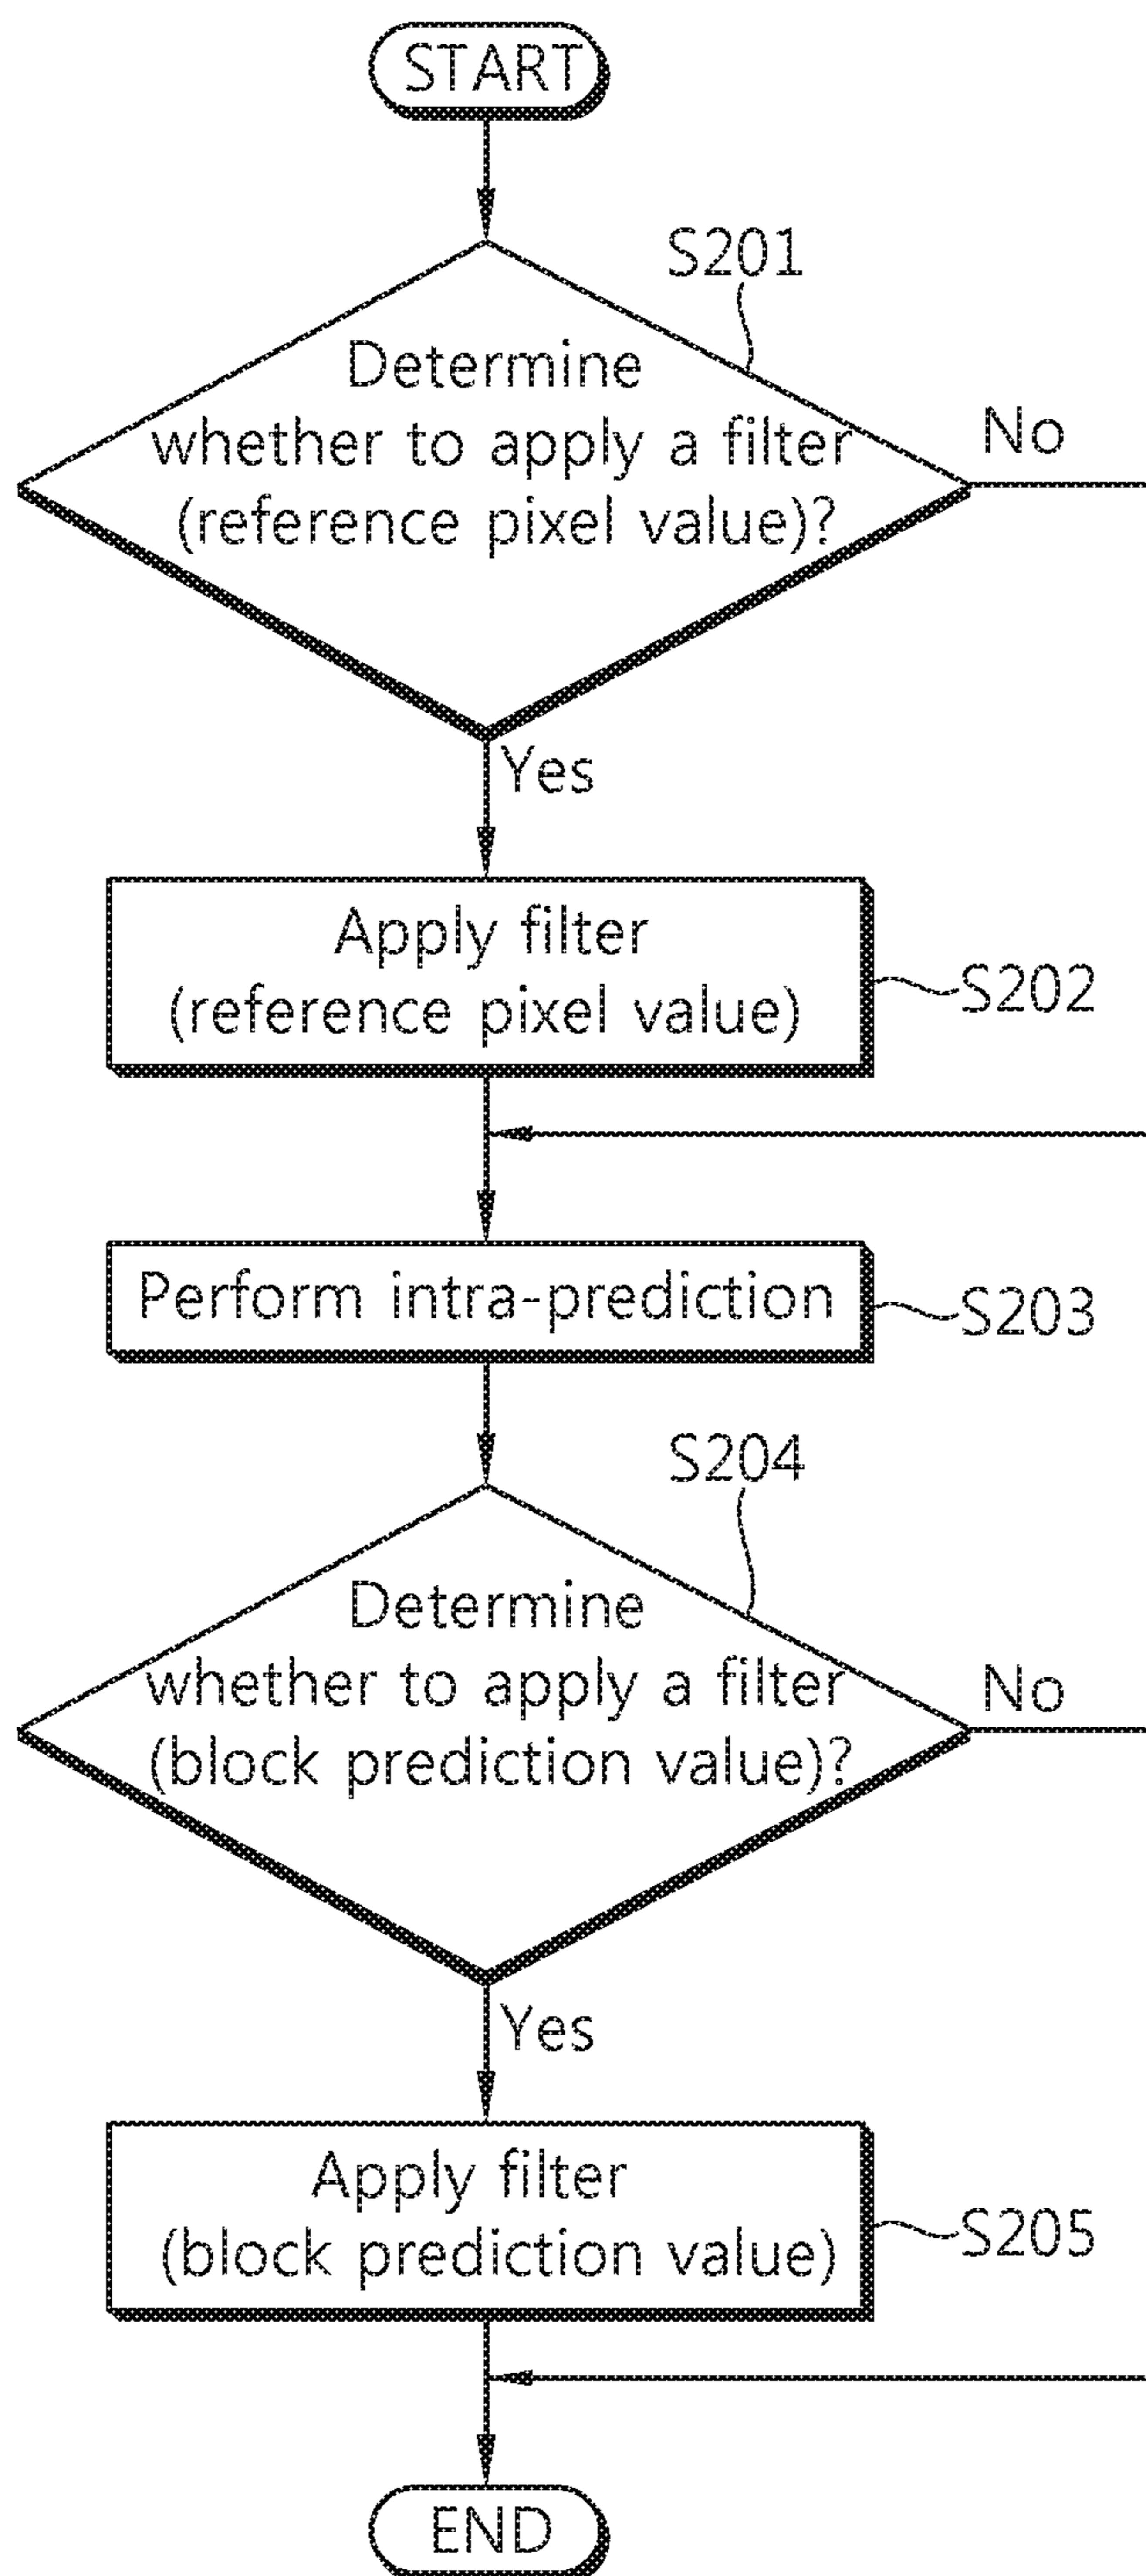 START
S201
Determine
whether to apply a filter
(reference pixel value)?
No
Yes
Apply filter
(reference pixel value)
S202
Perform intra-prediction
S203
S204
Determine
whether to apply a filter
(block prediction value)?
No
Yes
Apply filter
(block prediction value)
S205
END